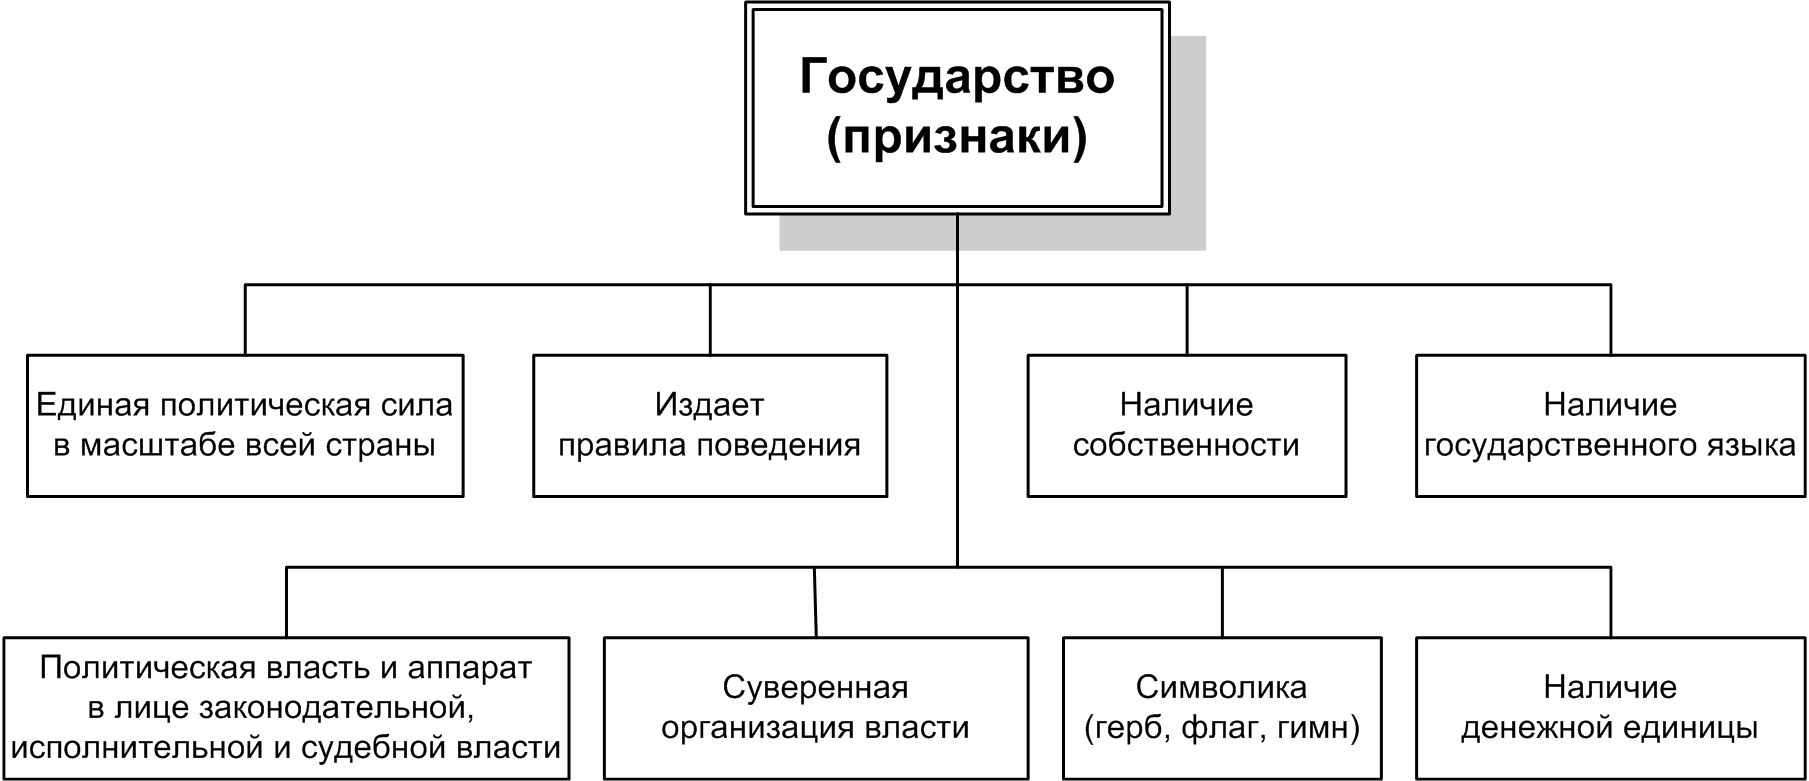 Государство
(признаки)
Единая политическая сила
в масштабе всей страны
Издает
правила поведения
Наличие
собственности
Наличие
государственного языка
Политическая власть и аппарат
в лице законодательной,
исполнительной и судебной власти
Суверенная
организация власти
Символика
(герб, флаг, гимн)
Наличие
денежной единицы